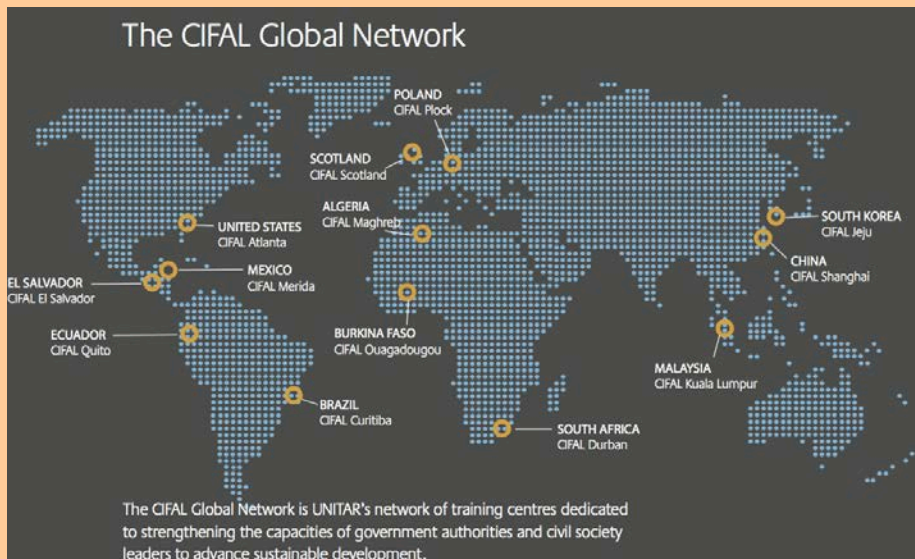 The CIFAL Global Network
POLAND
CIFAL Plock
SCOTLAND
CIFAL Scotland
ALGERIA
CIFAL Maghreb
UNITED STATES
CIFAL Atlanta
SOUTH KOREA
CIFAL Jeju
CHINA
CIFAL Shanghai
MEXICO
CIFAL Merida
EL SALVADOR
CIFAL El Salvador
ECUADOR
CIFAL Quito
BURKINA FASO
CIFAL Ouagadougou
MALAYSIA
CIFAL Kuala Lumpur
BRAZIL
CIFAL Curitiba
SOUTH AFRICA
CIFAL Durban
The CIFAL Global Network is UNITAR's network of training centres dedicated
to strengthening the capacities of government authorities and civil society
leaders to advance sustainable development.